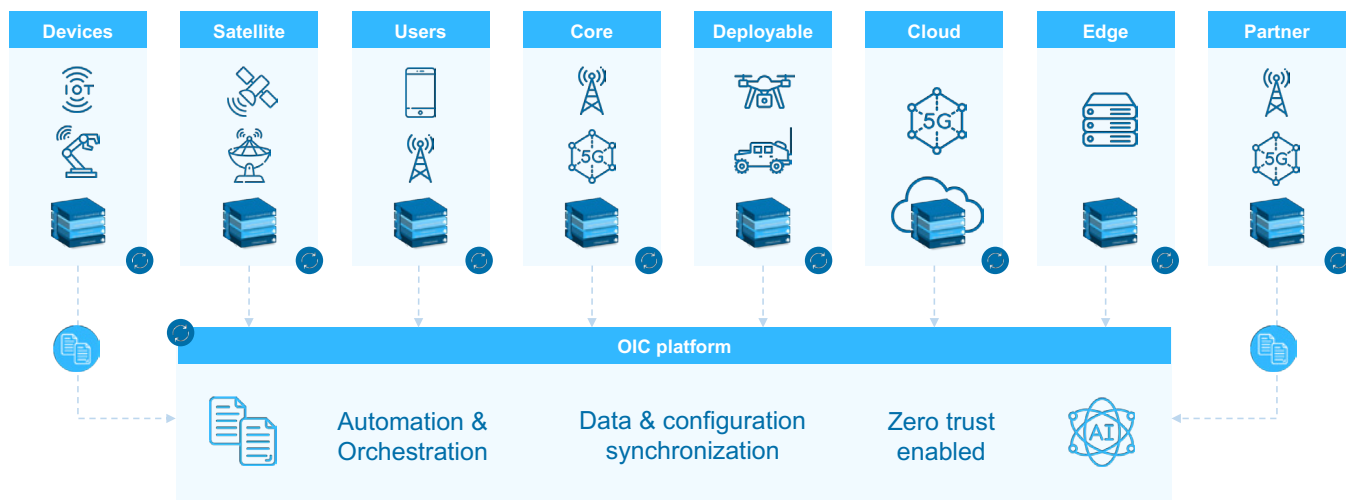 Devices
Satellite
Users
Core
Deployable
Cloud
Edge
Partner
IOT
5G
5G
5G
OIC platform
Automation &
Orchestration
Data & configuration
synchronization
Zero trust
enabled
AI